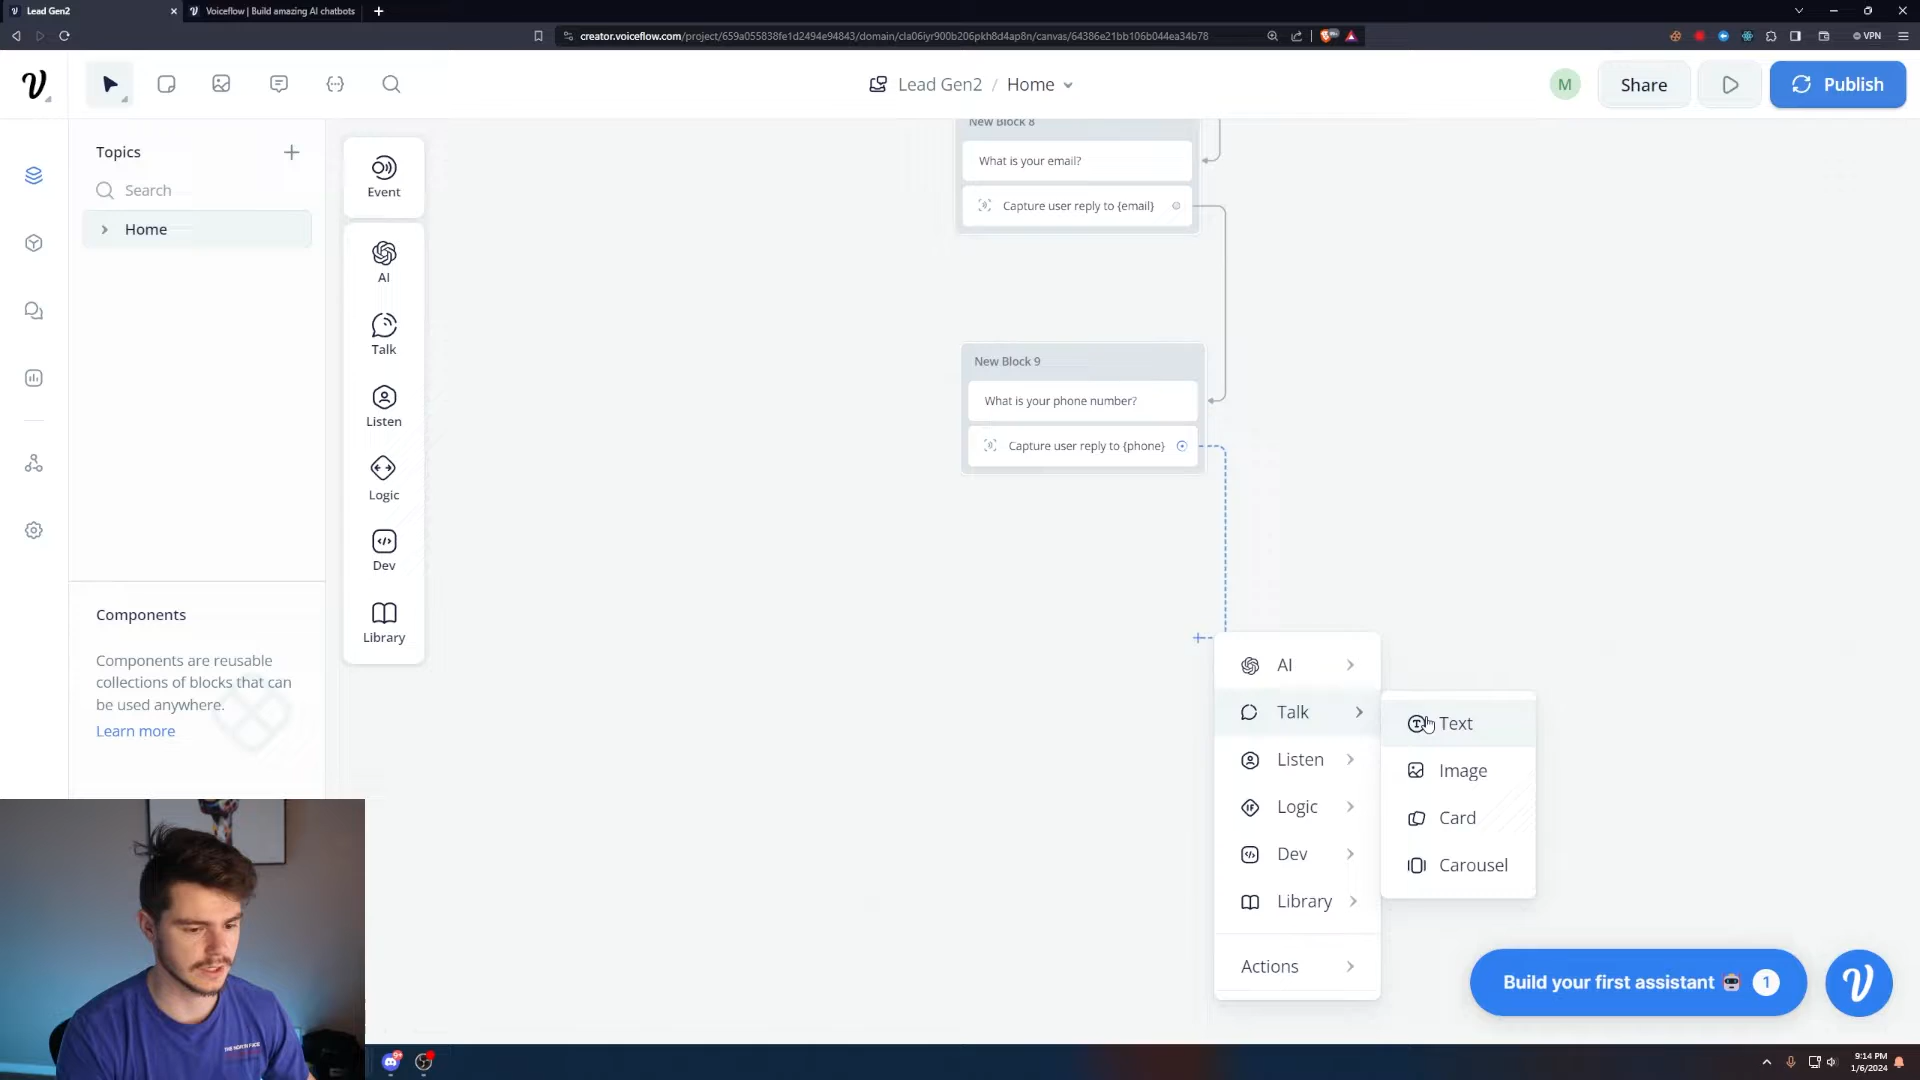 Lead Gen2
Voiceflow | Build amazing AI chatbots
creator.voiceflow.com/project/659a055838fe1d2494e94843/domain/cla06iyr900b206pkh8d4ap8n/canvas/64386e21bb106b044ea34b78
VPN
Lead Gen2 / Home
M
Share
Publish
Topics
Search
Home
Components
Components are reusable
collections of blocks that can
be used anywhere.
Learn more
Event
AI
Talk
Listen
Logic
Dev
Library
New Block 8
What is your email?
Capture user reply to {email}
New Block 9
What is your phone number?
Capture user reply to {phone}
AI
Talk
Listen
Logic
Dev
Library
Actions
Text
Image
Card
Carousel
Build your first assistant 1
THE NORTH FACE
9:14 PM
1/6/2024